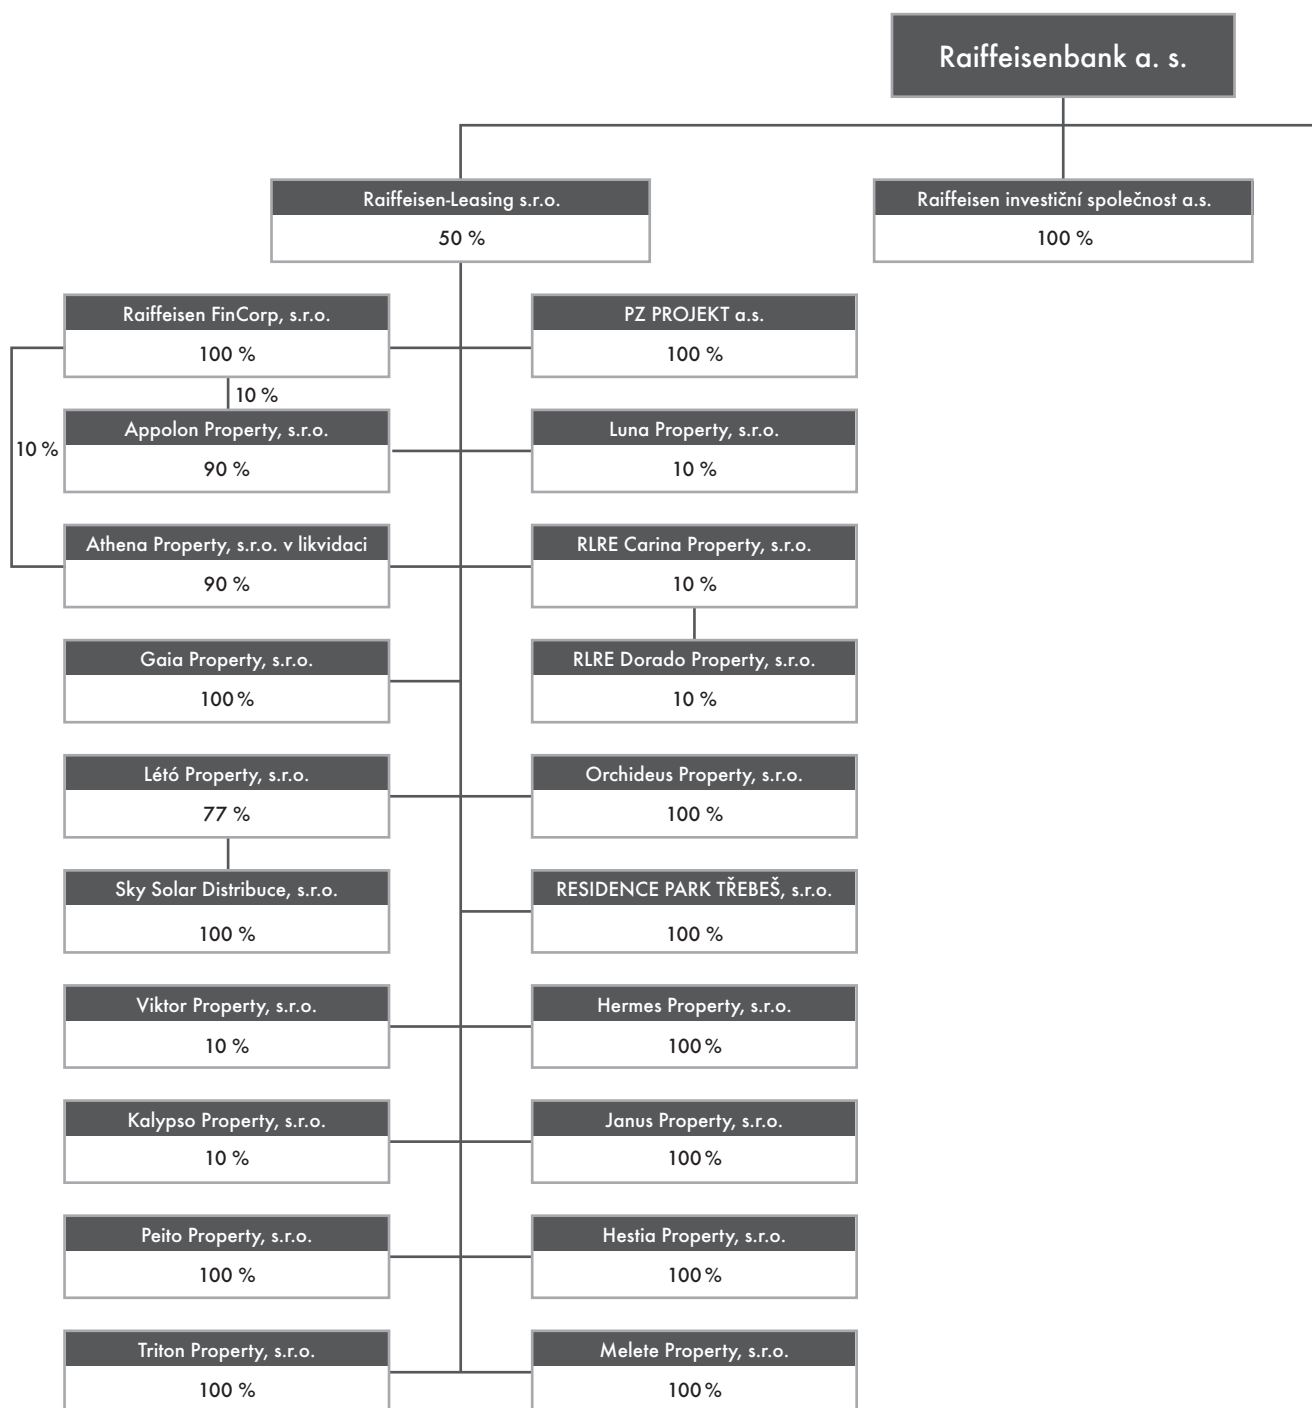 Raiffeisenbank a. s.
Raiffeisen-Leasing s.r.o.
50 %
Raiffeisen investiční společnost a.s.
100 %
Raiffeisen FinCorp, s.r.o.
100 %
PZ PROJEKT a.s.
100 %
10 %
10 %
Appolon Property, s.r.o.
90 %
Luna Property, s.r.o.
10 %
Athena Property, s.r.o. v likvidaci
90 %
RLRE Carina Property, s.r.o.
10 %
Gaia Property, s.r.o.
100 %
RLRE Dorado Property, s.r.o.
10 %
Létó Property, s.r.o.
77 %
Orchideus Property, s.r.o.
100 %
Sky Solar Distribuce, s.r.o.
100 %
RESIDENCE PARK TŘEBEŠ, s.r.o.
100 %
Viktor Property, s.r.o.
10 %
Hermes Property, s.r.o.
100 %
Kalypso Property, s.r.o.
10 %
Janus Property, s.r.o.
100 %
Peito Property, s.r.o.
100 %
Hestia Property, s.r.o.
100 %
Triton Property, s.r.o.
100 %
Melete Property, s.r.o.
100 %